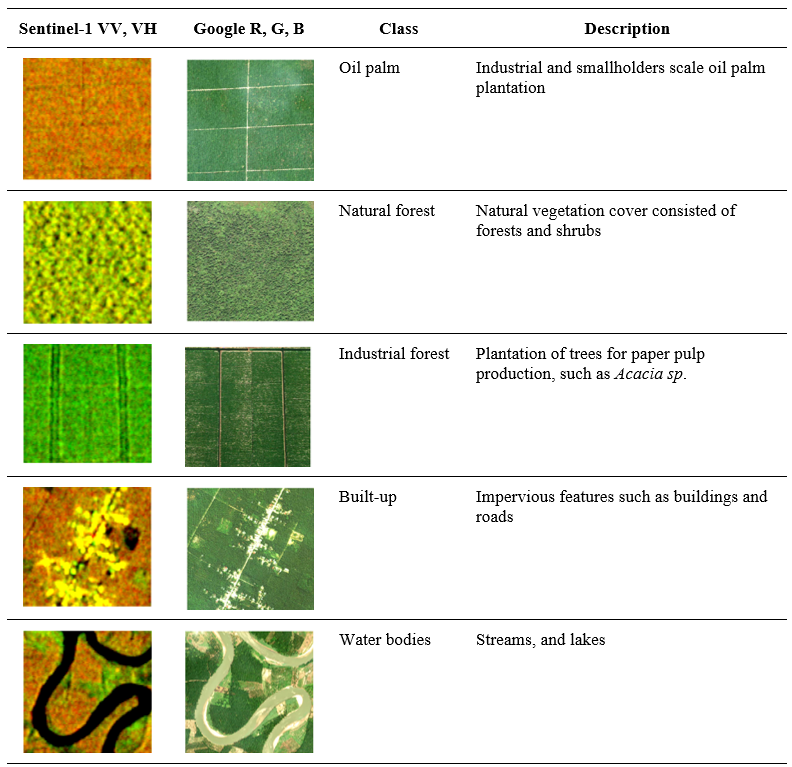 Sentinel-1 VV, VH Google R, G, B Class Description
Oil palm Industrial and smallholders scale oil palm
plantation
Natural forest Natural vegetation cover consisted of
forests and shrubs
Industrial forest Plantation of trees for paper pulp
production, such as Acacia sp.
Built-up Impervious features such as buildings and
roads
Water bodies Streams, and lakes